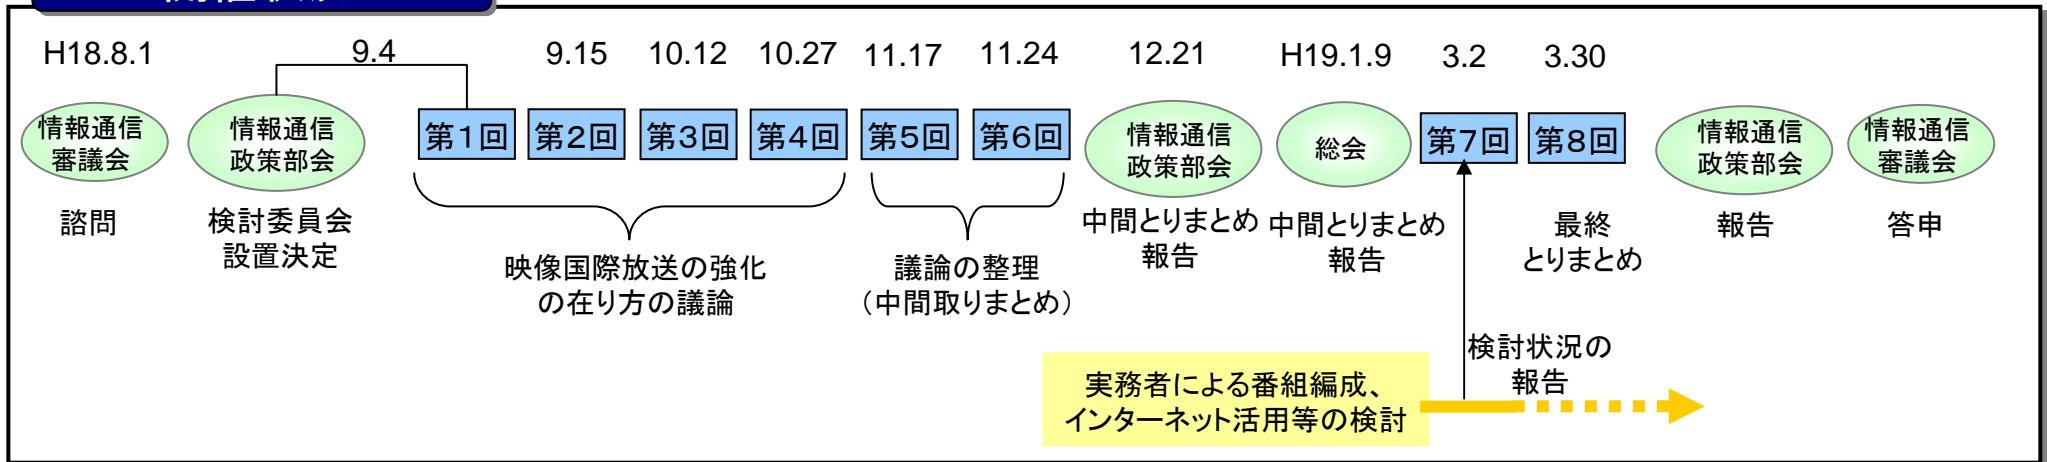 H18.8.1
9.4
9.15
10.12
10.27
11.17
11.24
12.21
H19.1.9
3.2
3.30
情報通信
審議会
情報通信
政策部会
第1回
第2回
第3回
第4回
第5回
第6回
情報通信
政策部会
総会
第7回
第8回
情報通信
政策部会
情報通信
審議会
諮問
検討委員会
設置決定
中間とりまとめ
報告
中間とりまとめ
報告
最終
とりまとめ
報告
答申
映像国際放送の強化
の在り方の議論
議論の整理
(中間取りまとめ)
検討状況の
報告
実務者による番組編成、
インターネット活用等の検討